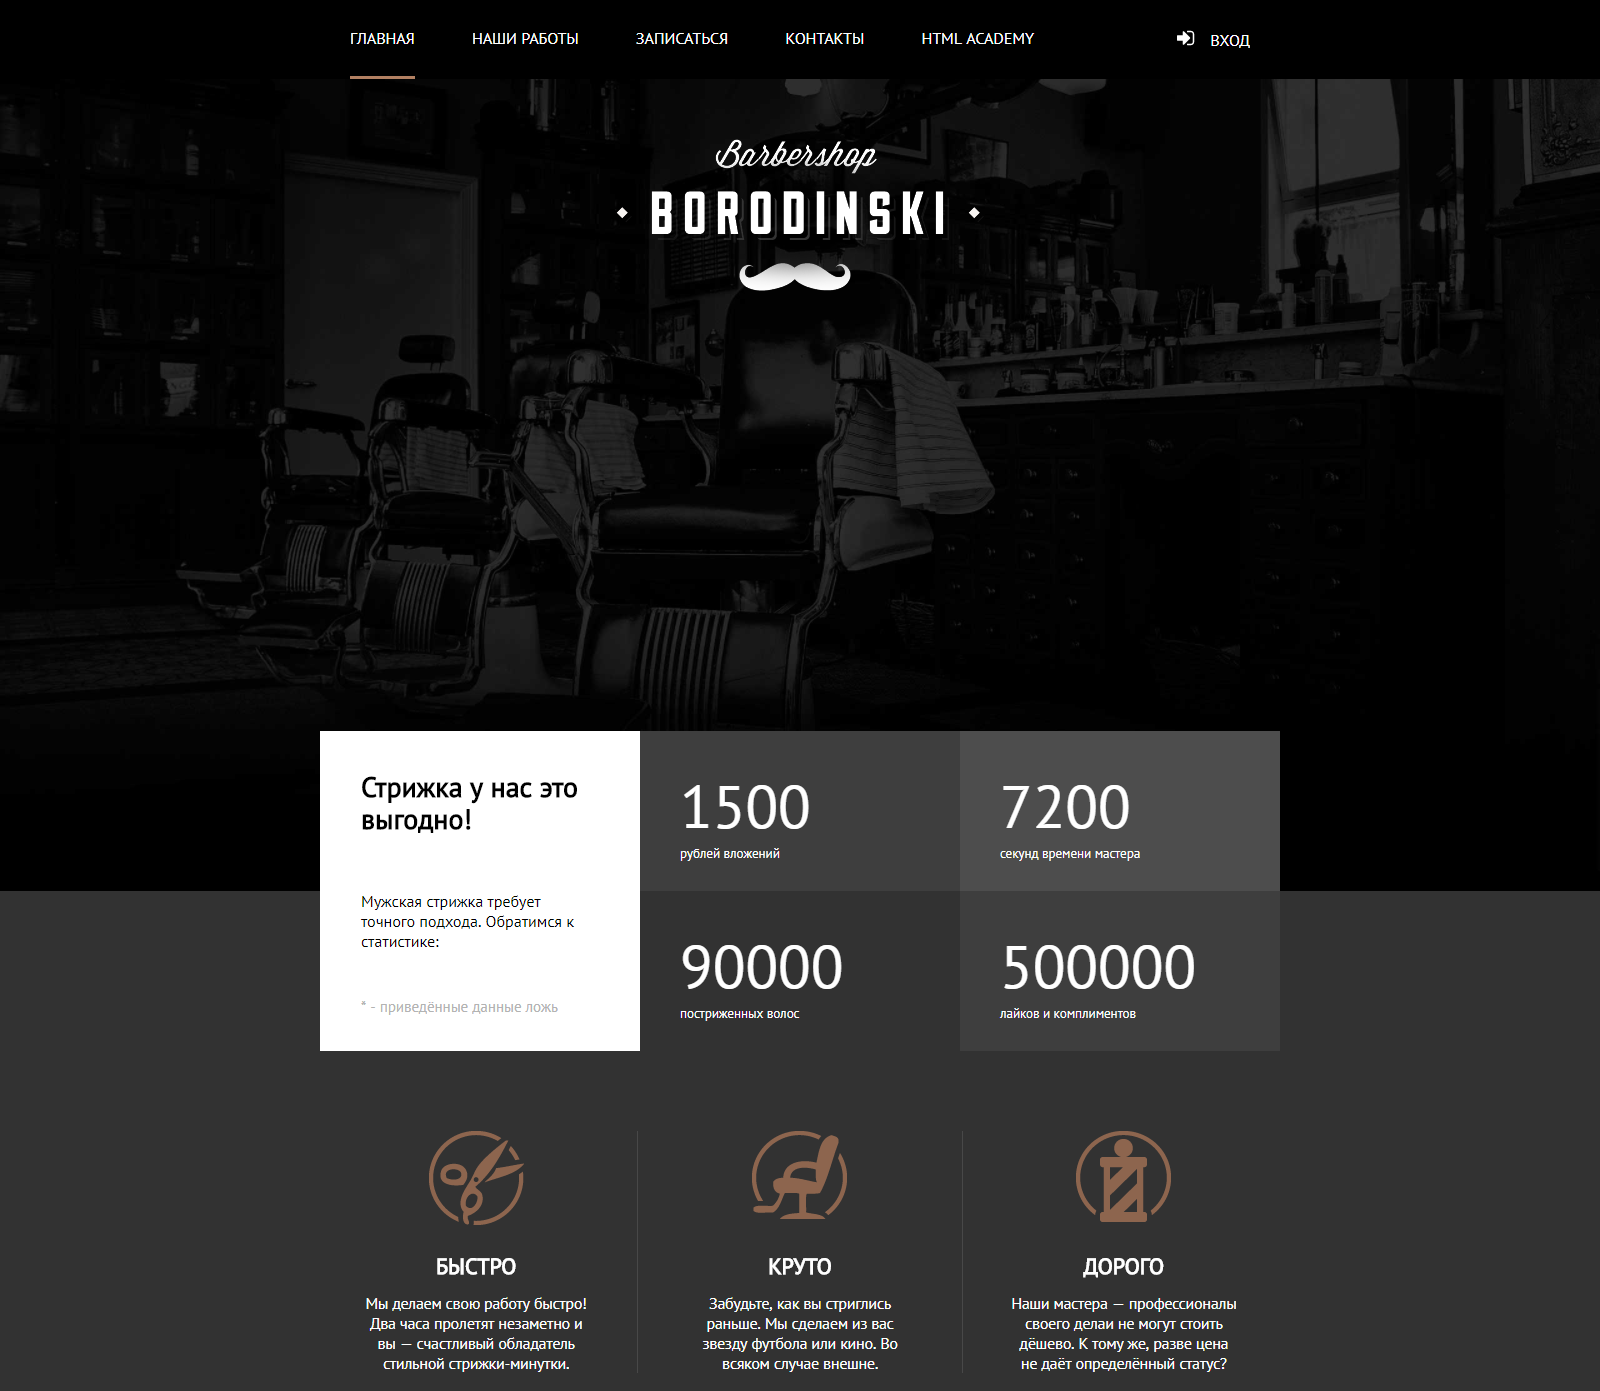 ГЛАВНАЯ
НАШИ РАБОТЫ
ЗАПИСАТЬСЯ
КОНТАКТЫ
HTML ACADEMY
ВХОД
Barbershop
BORODINSKI
Стрижка у нас это
выгодно!
Мужская стрижка требует
точного подхода. Обратимся к
статистике:
* - приведённые данные ложь
1500
рублей вложений
7200
секунд времени мастера
90000
постриженных волос
500000
лайков и комплиментов
БЫСТРО
Мы делаем свою работу быстро!
Два часа пролетят незаметно и
вы — счастливый обладатель
стильной стрижки-минутки.
КРУТО
Забудьте, как вы стриглись
раньше. Мы сделаем из вас
звезду футбола или кино. Во
всяком случае внешне.
ДОРОГО
Наши мастера — профессионалы
своего делаи не могут стоить
дёшево. К тому же, разве цена
не даёт определённый статус?